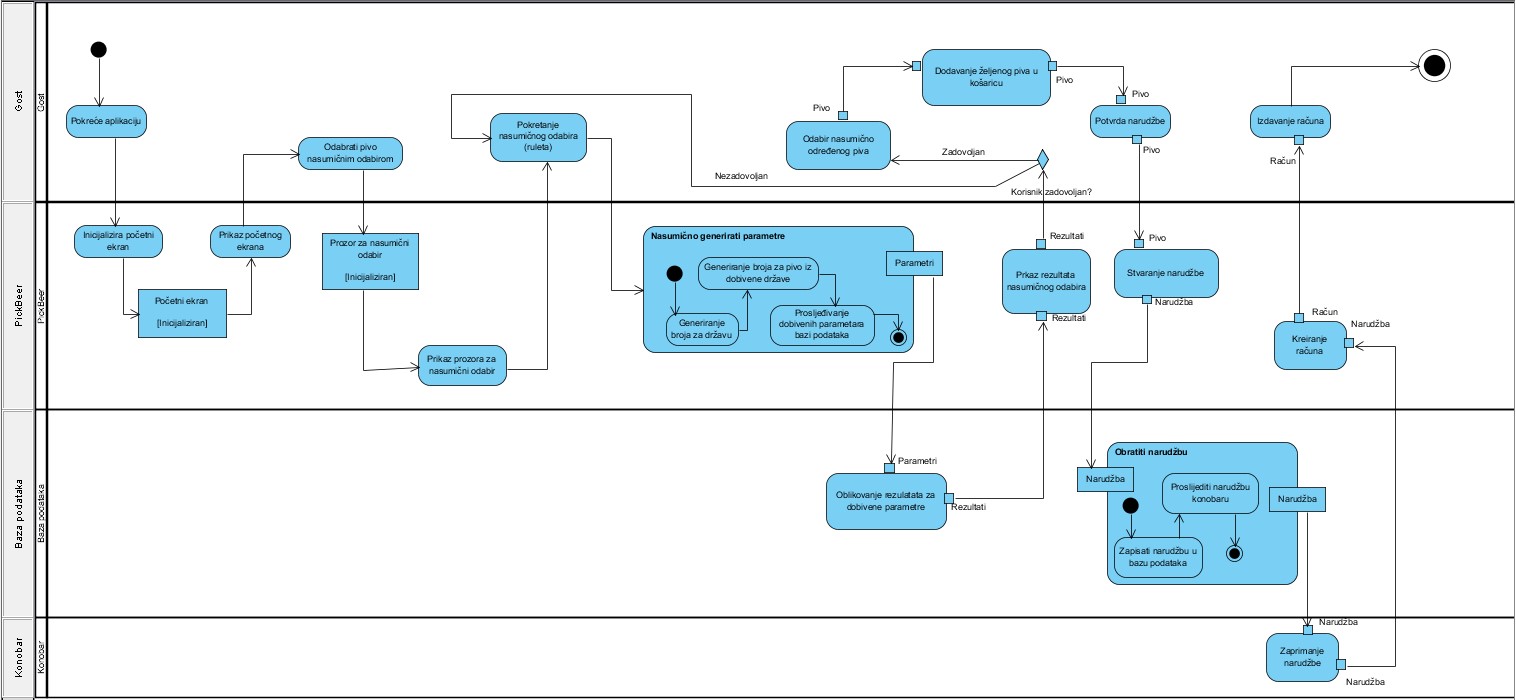 Gost
Gost
Pokreće aplikaciju
Odabrati pivo
nasumičnim odabirom
Pokretanje
nasumičnog odabira
(ruleta)
Nezadovoljan
Pivo
Odabir nasumično
određenog piva
Dodavanje željenog piva u
košaricu
Pivo
Zadovoljan
Korisnik zadovoljan?
Pivo
Potvrda narudžbe
Pivo
Izdavanje računa
Račun
PickBeer
PickBeer
Inicijalizira početni
ekran
Početni ekran
[Inicijaliziran]
Prikaz početnog
ekrana
Prozor za nasumični
odabir
[Inicijaliziran]
Prikaz prozora za
nasumični odabir
Nasumično generirati parametre
Generiranje broja za pivo iz
dobivene države
Generiranje
broja za državu
Prosljeđivanje
dobivenih parametara
bazi podataka
Parametri
Rezultati
Prkaz rezultata
nasumičnog odabira
Rezultati
Pivo
Stvaranje narudžbe
Narudžba
Račun
Narudžba
Kreiranje
računa
Baza podataka
Baza podataka
Parametri
Oblikovanje rezulatata za
dobivene parametre
Rezultati
Obratiti narudžbu
Narudžba
Proslijediti narudžbu
konobaru
Zapisati narudžbu u
bazu podataka
Narudžba
Konobar
Konobar
Narudžba
Zaprimanje
narudžbe
Narudžba